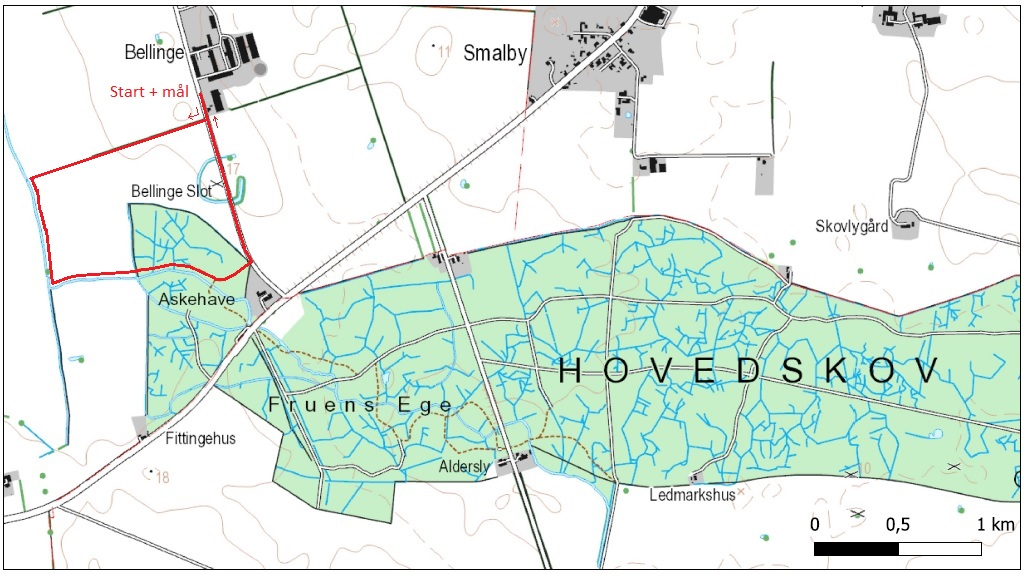 Bellinge
11
Smalby
Start + mål
17
Bellinge Slot
Skovlygård
Askehave
HOVEDSKOV
Fruens Ege
Fittingehus
Aldersly
18
10
Ledmarkshus
0 0,5 1 km